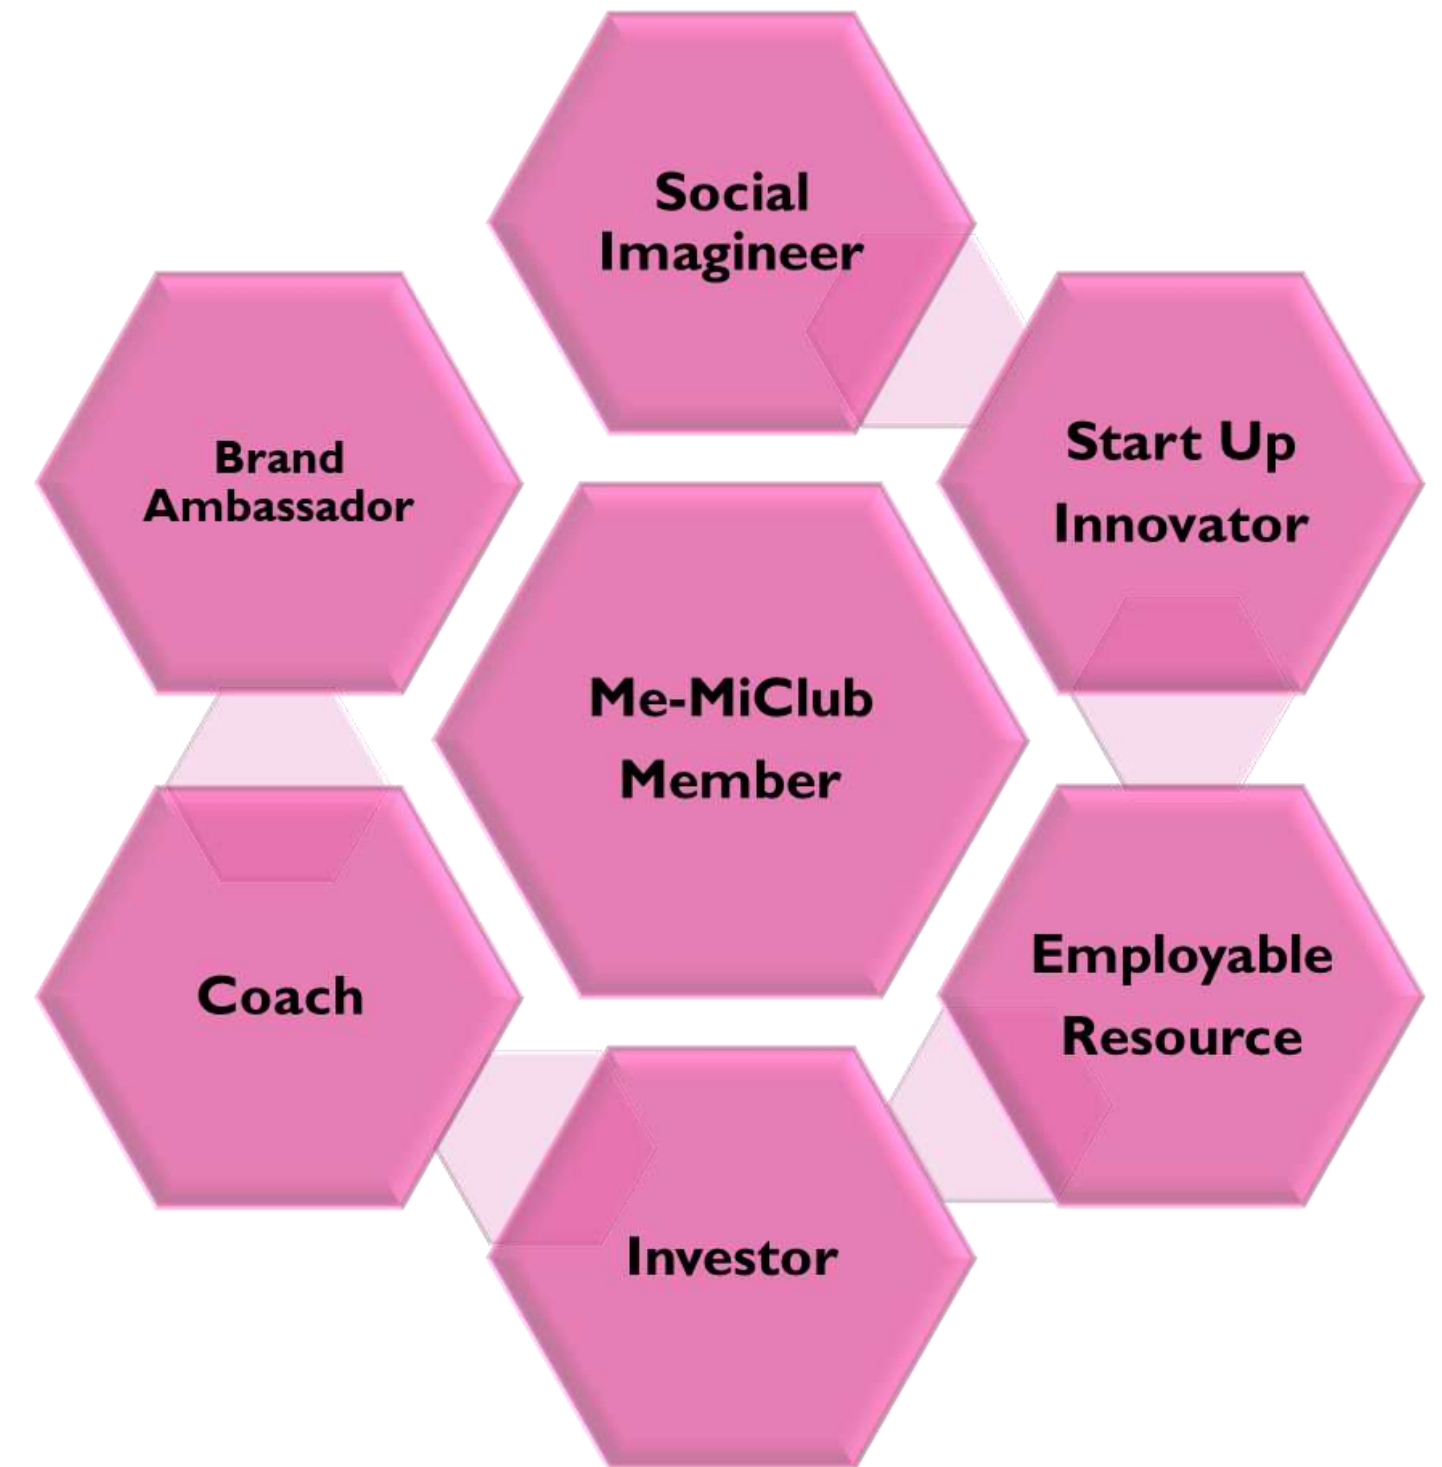 Social
Imagineer
Brand
Ambassador
Start Up
Innovator
Me-MiClub
Member
Employable
Resource
Coach
Investor